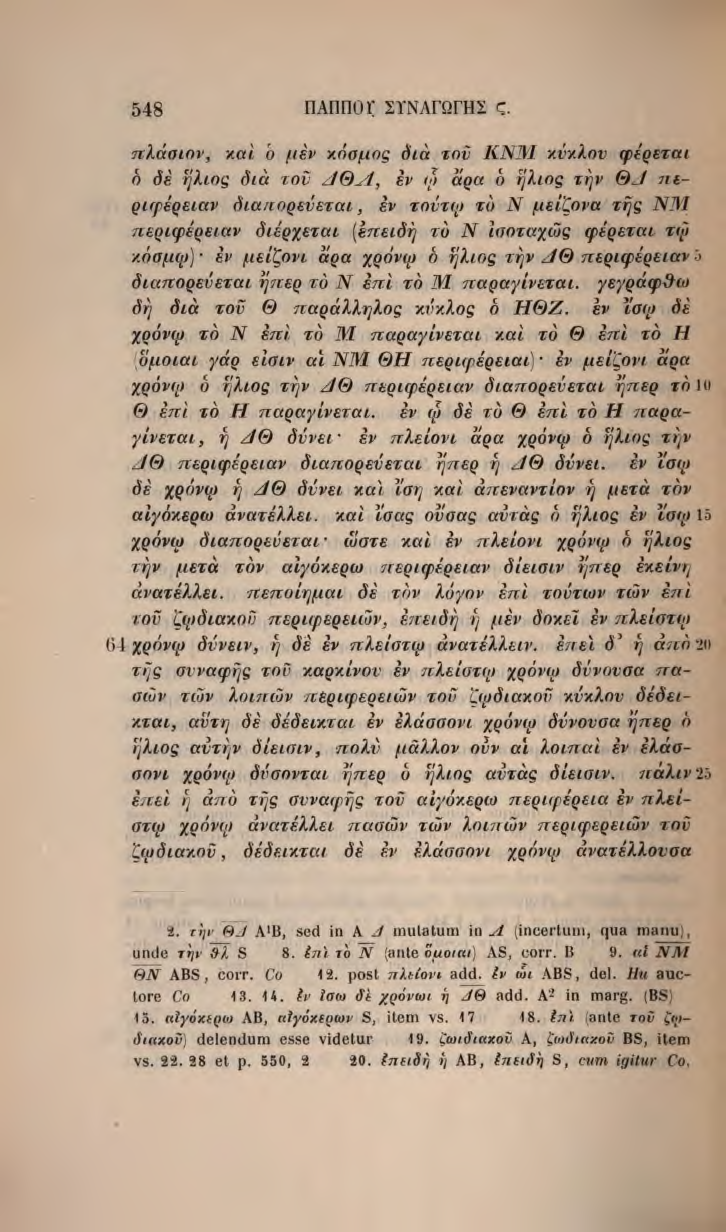 548 ΠΑΠΠΟΥ ΣΥΝΑΓΩΓΗΣ Ϛ.
πλάσιον, καὶ ὁ μὲν κόσμος διὰ τοῦ ΚΝΜ κύκλου φέρεται
ὁ δὲ ἥλιος διὰ τοῦ ΔΘΛ, ἐν ᾧ ἄρα ὁ ἥλιος τὴν ΘΔ πε-
ριφέρειαν διαπορεύεται, ἐν τούτῳ τὸ Ν μείζονα τῆς ΝΜ
περιφέρειαν διέρχεται (ἐπειδὴ τὸ Ν ἰσοταχῶς φέρεται τῷ
κόσμῳ)· ἐν μείζονι ἄρα χρόνῳ ὁ ἥλιος τὴν ΔΘ περιφέρειαν 5
διαπορεύεται ἤπερ τὸ Ν ἐπὶ τὸ Μ παραγίνεται. γεγράφθω
δὴ διὰ τοῦ Θ παράλληλος κύκλος ὁ ΗΘΖ. ἐν ἴσῳ δὲ
χρόνῳ τὸ Ν ἐπὶ τὸ Μ παραγίνεται καὶ τὸ Θ ἐπὶ τὸ Η
(ὅμοιαι γάρ εἰσιν αἱ ΝΜ ΘΗ περιφέρειαι)· ἐν μείζονι ἄρα
χρόνῳ ὁ ἥλιος τὴν ΔΘ περιφέρειαν διαπορεύεται ἤπερ τὸ 10
Θ ἐπὶ τὸ Η παραγίνεται. ἐν ᾧ δὲ τὸ Θ ἐπὶ τὸ Η παρα-
γίνεται, ἡ ΔΘ δύνει· ἐν πλείονι ἄρα χρόνῳ ὁ ἥλιος τὴν
ΔΘ περιφέρειαν διαπορεύεται ἤπερ ἡ ΔΘ δύνει. ἐν ἴσῳ
δὲ χρόνῳ ἡ ΔΘ δύνει καὶ ἴση καὶ ἀπεναντίον ἡ μετὰ τὸν
αἰγόκερω ἀνατέλλει. καὶ ἴσας οὔσας αὐτὰς ὁ ἥλιος ἐν ἴσῳ 15
χρόνῳ διαπορεύεται· ὥστε καὶ ἐν πλείονι χρόνῳ ὁ ἥλιος
τὴν μετὰ τὸν αἰγόκερω περιφέρειαν δίεισιν ἤπερ ἐκείνη
ἀνατέλλει. πεποίημαι δὲ τὸν λόγον ἐπὶ τούτων τῶν ἐπὶ
τοῦ ζῳδιακοῦ περιφερειῶν, ἐπειδὴ ἡ μὲν δοκεῖ ἐν πλείστῳ
64 χρόνῳ δύνειν, ἡ δὲ ἐν πλείστῳ ἀνατέλλειν. ἐπεὶ δ’ ἡ ἀπὸ 20
τῆς συναφῆς τοῦ καρκίνου ἐν πλείστῳ χρόνῳ δύνουσα πα-
σῶν τῶν λοιπῶν περιφερειῶν τοῦ ζῳδιακοῦ κύκλου δέδει-
κται, αὕτη δὲ δέδεικται ἐν ἐλάσσονι χρόνῳ δύνουσα ἤπερ ὁ
ἥλιος αὐτὴν δίεισιν, πολὺ μᾶλλον οὖν αἱ λοιπαὶ ἐν ἐλάσ-
σονι χρόνῳ δύσονται ἤπερ ὁ ἥλιος αὐτὰς δίεισιν. πάλιν 25
ἐπεὶ ἡ ἀπὸ τῆς συναφῆς τοῦ αἰγόκερω περιφέρεια ἐν πλεί-
στῳ χρόνῳ ἀνατέλλει πασῶν τῶν λοιπῶν περιφερειῶν τοῦ
ζῳδιακοῦ, δέδεικται δὲ ἐν ἐλάσσονι χρόνῳ ἀνατέλλουσα
2. τὴν Θ̅Δ̅ A¹B, sed in A Δ mutatum in Λ (incertum, qua manu),
unde τὴν ϑ̅λ̅ S 8. ἐπὶ τὸ Ν̅ (ante ὅμοιαι) AS, corr. B 9. αἱ Ν̅Μ̅
Θ̅Ν̅ ABS, corr. Co 12. post πλείονι add. ἐν ὧι ABS, del. Hu auc-
tore Co 13. 14. ἐν ἴσω δὲ χρόνωι ἡ Δ̅Θ̅ add. A² in marg. (BS)
15. αἰγόκερω AB, αἰγόκερων S, item vs. 17 18. ἐπὶ (ante τοῦ ζῳ-
διακοῦ) delendum esse videtur 19. ζωιδιακοῦ A, ζωδιακοῦ BS, item
vs. 22. 28 et p. 550, 2 20. ἐπειδὴ ἡ AB, ἐπειδὴ S, cum igitur Co,